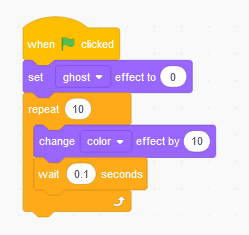 when clicked
set ghost effect to 0
repeat 10
change color effect by 10
wait 0.1 seconds